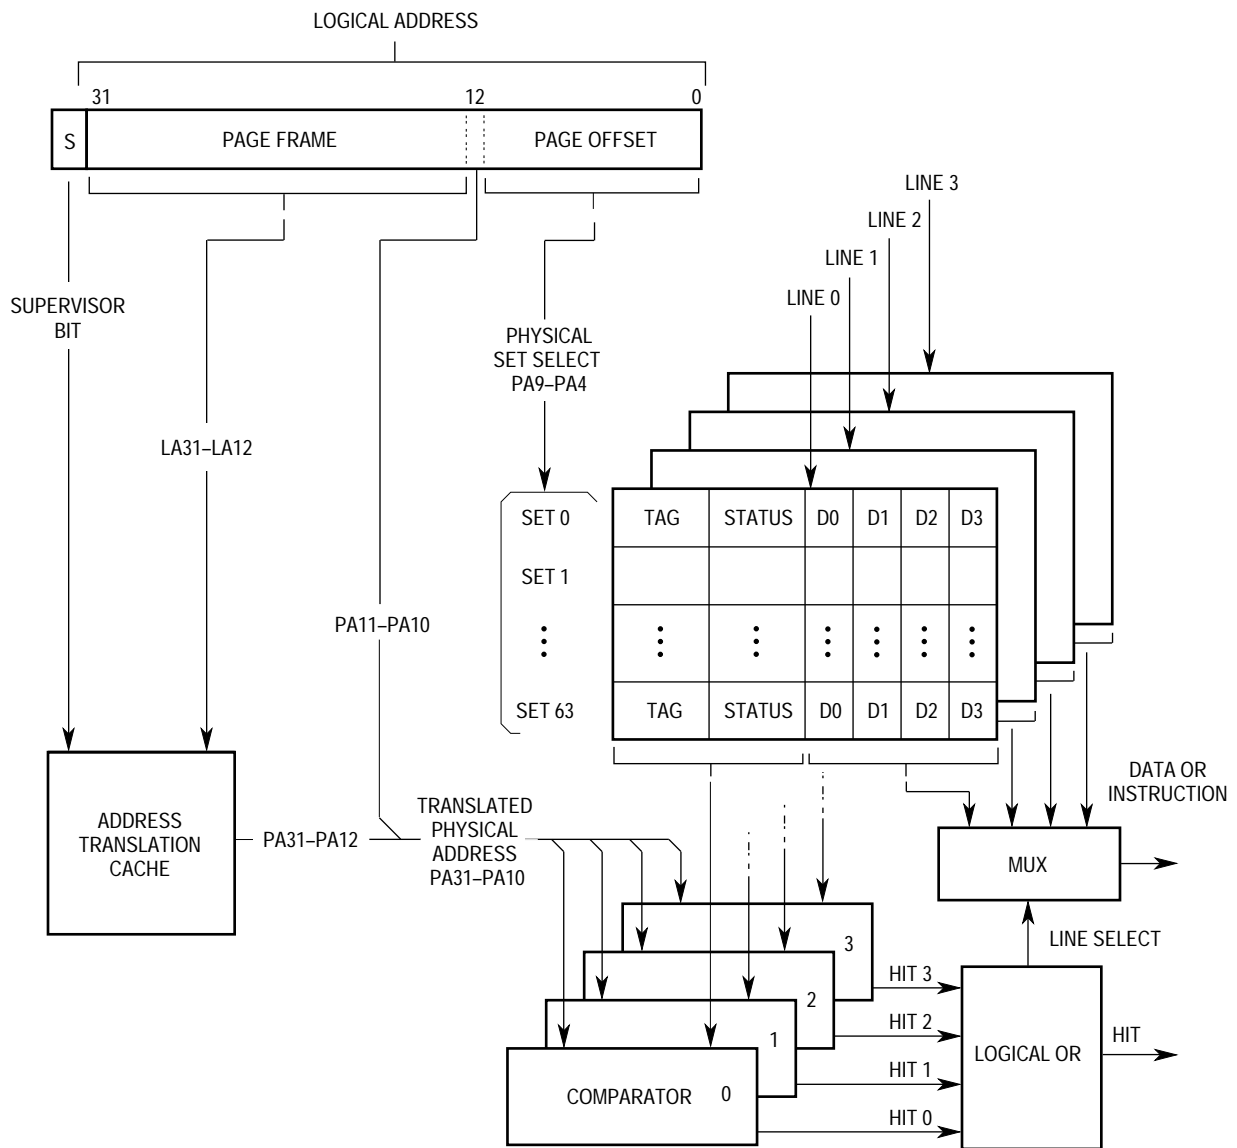 LOGICAL ADDRESS
31 12 0
S PAGE FRAME PAGE OFFSET
LINE 3
LINE 2
LINE 1
LINE 0
SUPERVISOR
BIT
PHYSICAL
SET SELECT
PA9–PA4
LA31–LA12
PA11–PA10
SET 0 TAG STATUS D0 D1 D2 D3
SET 1
SET 63 TAG STATUS D0 D1 D2 D3
DATA OR
INSTRUCTION
ADDRESS
TRANSLATION
CACHE
PA31–PA12
TRANSLATED
PHYSICAL
ADDRESS
PA31–PA10
MUX
LINE SELECT
3
2
1
COMPARATOR 0
HIT 3
HIT 2
HIT 1
HIT 0
LOGICAL OR
HIT